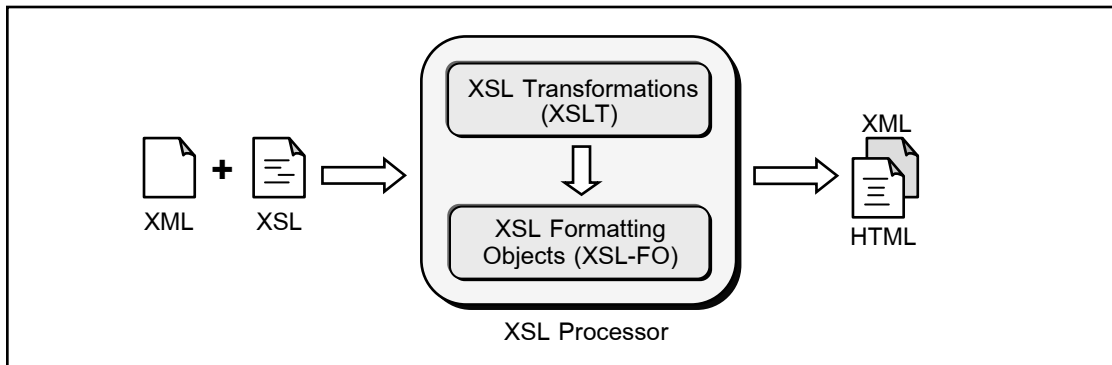 XSL Transformations
(XSLT)
XML
+
XML
XSL
XSL Formatting
Objects (XSL-FO)
HTML
XSL Processor